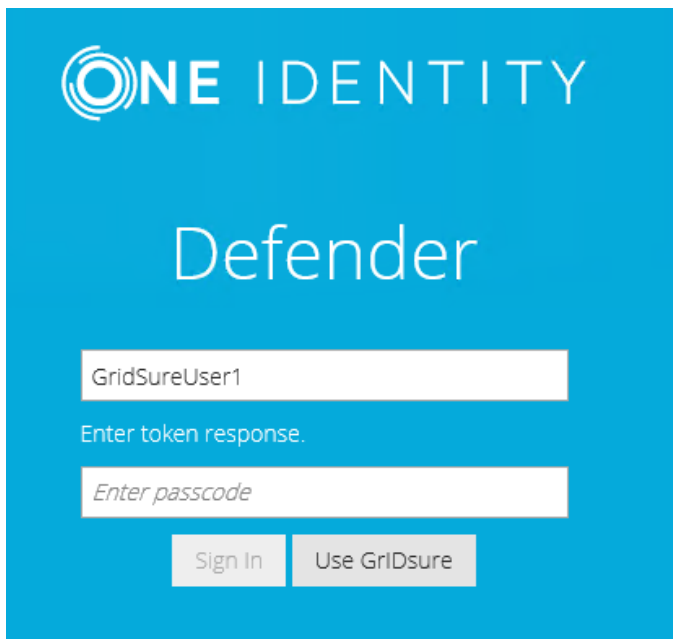 ONE IDENTITY
Defender
GridSureUser1
Enter token response.
Enter passcode
Sign In Use GrIDsure